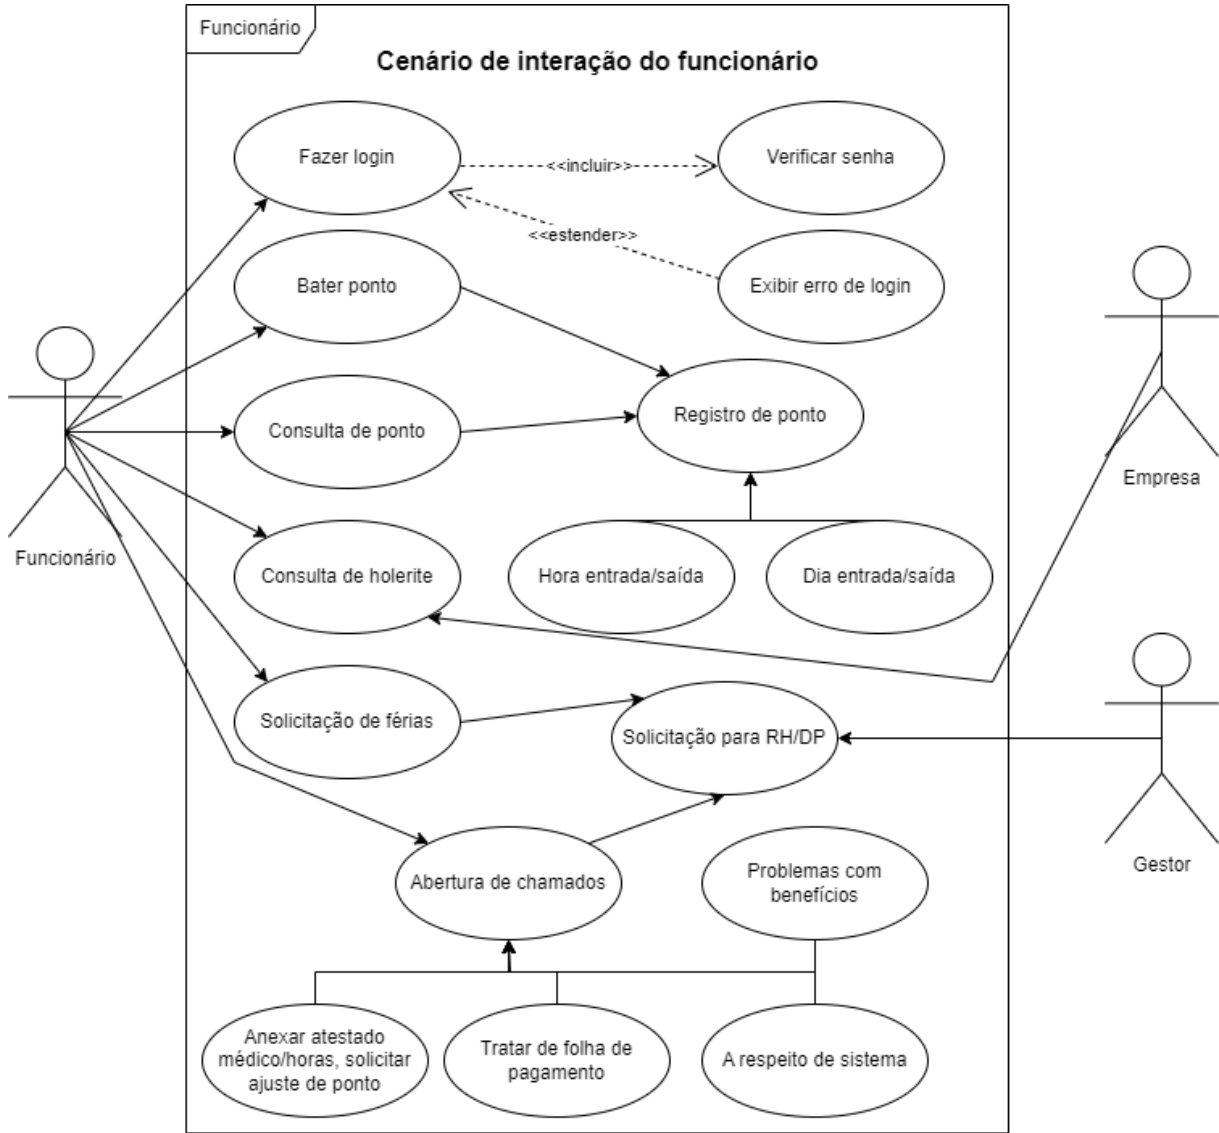 Funcionário
Cenário de interação do funcionário
Fazer login
<<incluir>>
Verificar senha
<<estender>>
Bater ponto
Exibir erro de login
Consulta de ponto
Registro de ponto
Empresa
Funcionário
Consulta de holerite
Hora entrada/saída
Dia entrada/saída
Solicitação de férias
Solicitação para RH/DP
Gestor
Abertura de chamados
Problemas com
benefícios
Anexar atestado
médico/horas, solicitar
ajuste de ponto
Tratar de folha de
pagamento
A respeito de sistema